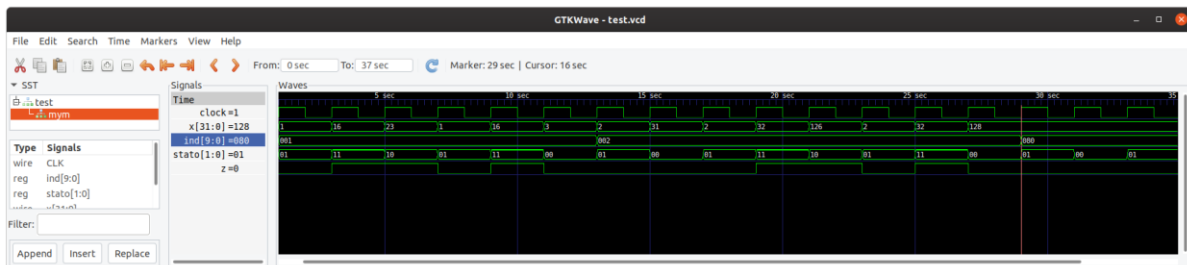 GTKWave - test.vcd
File Edit Search Time Markers View Help
From: 0 sec To: 37 sec Marker: 29 sec | Cursor: 16 sec
SST
test
mym
Type Signals
wire CLK
reg ind[9:0]
reg stato[1:0]
Filter:
Append Insert Replace
Signals
Time
clock=1
x[31:0]=128
ind[9:0]=080
stato[1:0]=01
z=0
Waves
5 sec 10 sec 15 sec 20 sec 25 sec 30 sec 35
1 16 23 1 16 3 2 31 2 32 126 2 32 128
001 002 080
01 11 10 01 11 00 01 00 01 11 10 01 11 00 01 00 01